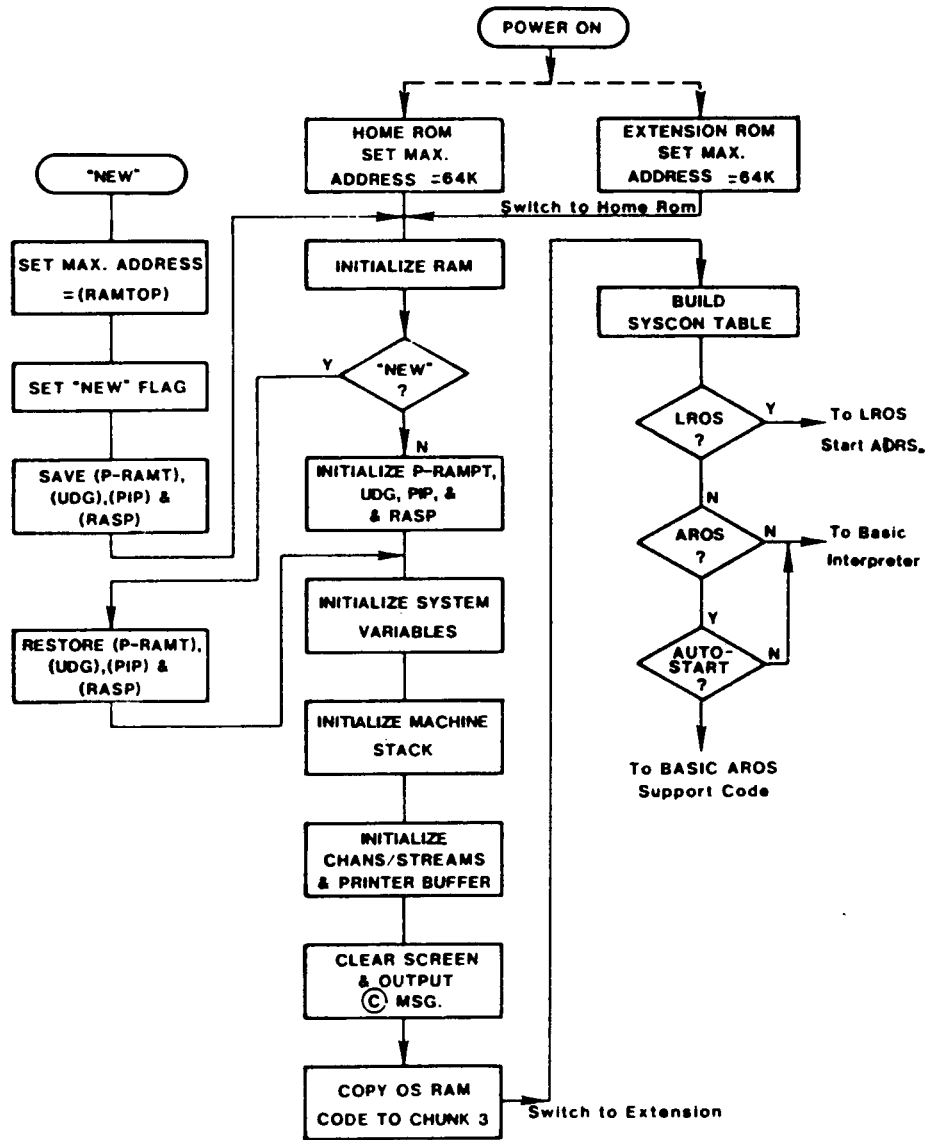 POWER ON
HOME ROM
SET MAX.
ADDRESS =64K
EXTENSION ROM
SET MAX.
ADDRESS =64K
Switch to Home Rom
"NEW"
SET MAX. ADDRESS
=(RAMTOP)
SET "NEW" FLAG
SAVE (P-RAMT),
(UDG),(PIP) &
(RASP)
RESTORE (P-RAMT),
(UDG),(PIP) &
(RASP)
INITIALIZE RAM
"NEW"
?
Y
N
INITIALIZE P-RAMPT,
UDG, PIP, &
& RASP
INITIALIZE SYSTEM
VARIABLES
INITIALIZE MACHINE
STACK
INITIALIZE
CHANS/STREAMS
& PRINTER BUFFER
CLEAR SCREEN
& OUTPUT
© MSG.
COPY OS RAM
CODE TO CHUNK 3
Switch to Extension
BUILD
SYSCON TABLE
LROS
?
Y
To LROS
Start ADRS.
N
AROS
?
N
To Basic
Interpreter
Y
AUTO-
START
?
N
To BASIC AROS
Support Code